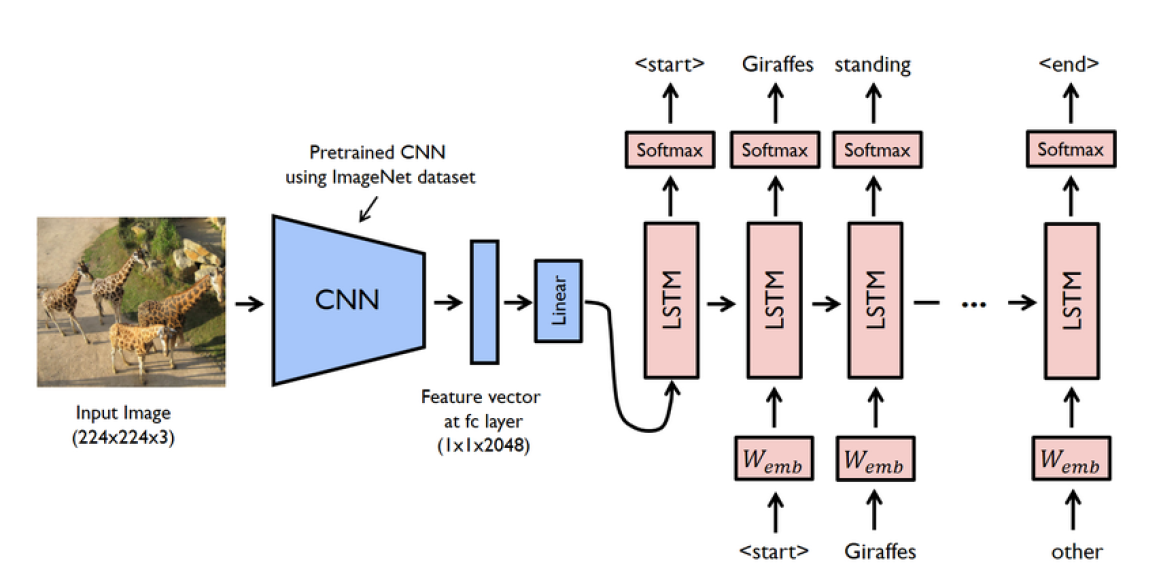 <start> Giraffes standing <end>
Softmax Softmax Softmax Softmax
Pretrained CNN
using ImageNet dataset
CNN
Linear
LSTM LSTM LSTM ... LSTM
Input Image
(224x224x3)
Feature vector
at fc layer
(1x1x2048)
W_emb W_emb W_emb
<start> Giraffes other